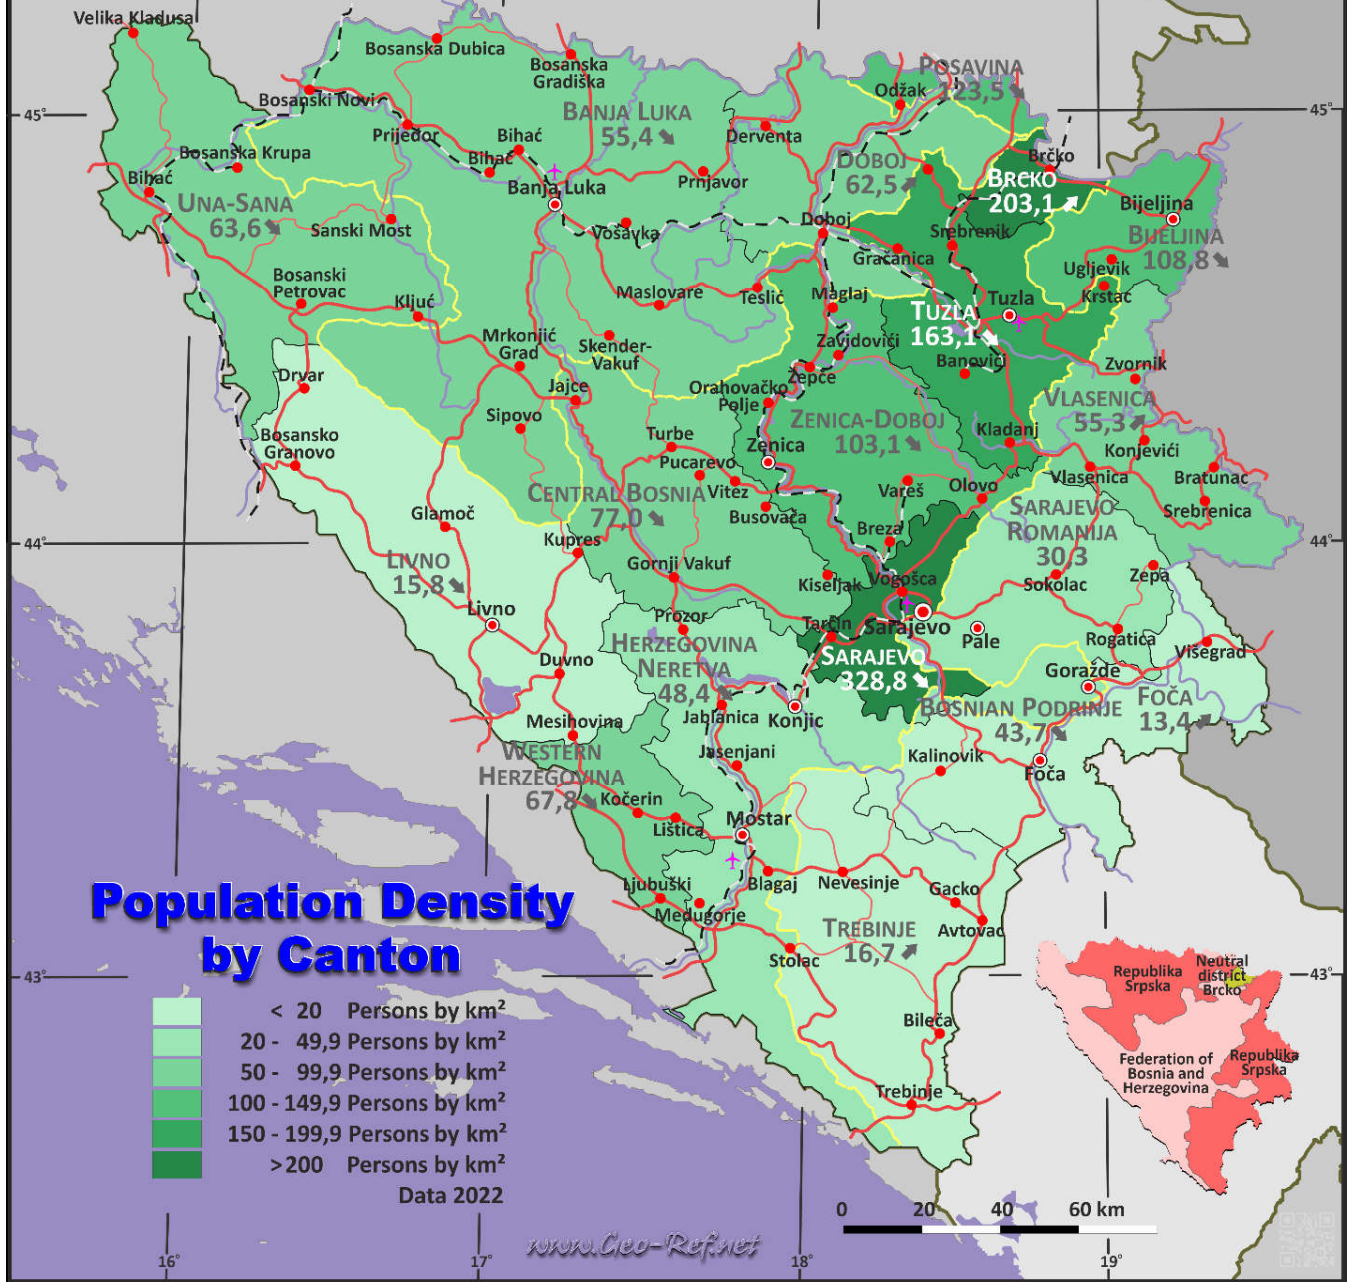 Velika Kladusa
Bosanska Dubica
Bosanska
Gradiška
Bosanski Novi
BANJA LUKA
55,4
Prijedor
Bihać
Bihać
Derventa
Odžak
POSAVINA
123,5
Bosanska Krupa
Bihać
UNA-SANA
63,6
Sanski Most
Banja Luka
Prnjavor
DOBOJ
62,5
Brčko
BRCKO
203,1
Bijeljina
BIJELJINA
108,8
Vošavka
Doboj
Srebrenik
Gračanica
Ugljevik
Krstac
Bosanski
Petrovac
Ključ
Maslovare
Teslić
Maglaj
Tuzla
TUZLA
163,1
Mrkonjić
Grad
Skender-
Vakuf
Zavidovići
Banovići
Zvornik
Drvar
Jajce
Orahovačko
Polje
Zepče
VLASENICA
55,3
Sipovo
ZENICA-DOBOJ
103,1
Bosansko
Granovo
Turbe
Zenica
Kladanj
Konjevići
Pucarevo
Vitez
Vlasenica
Bratunac
CENTRAL BOSNIA
77,0
Busovača
Vareš
Olovo
Srebrenica
Glamoč
Breza
SARAJEVO-
ROMANIJA
30,3
Kupres
LIVNO
15,8
Gornji Vakuf
Kiseljak
Vogošca
Sokolac
Zepa
Livno
Prozor
Tarčin
Sarajevo
Pale
Rogatica
Višegrad
HERZEGOVINA
NERETVA
48,4
SARAJEVO
328,8
Duvno
Goražde
FOČA
13,4
Jablanica
Konjic
BOSNIAN PODRINJE
43,7
Mesihovina
WESTERN
HERZEGOVINA
67,8
Jasenjani
Kalinovik
Foča
Kočerin
Lištica
Mostar
Ljubuški
Blagaj
Nevesinje
Gacko
Međugorje
Avtovac
TREBINJE
16,7
Stolac
Bileća
Trebinje
Population Density
by Canton
< 20 Persons by km²
20 - 49,9 Persons by km²
50 - 99,9 Persons by km²
100 - 149,9 Persons by km²
150 - 199,9 Persons by km²
>200 Persons by km²
Data 2022
Republika
Srpska
Neutral
district
Brcko
Federation of
Bosnia and
Herzegovina
Republika
Srpska
0 20 40 60 km
www.Geo-Ref.net
45°
45°
44°
44°
43°
43°
16°
17°
18°
19°